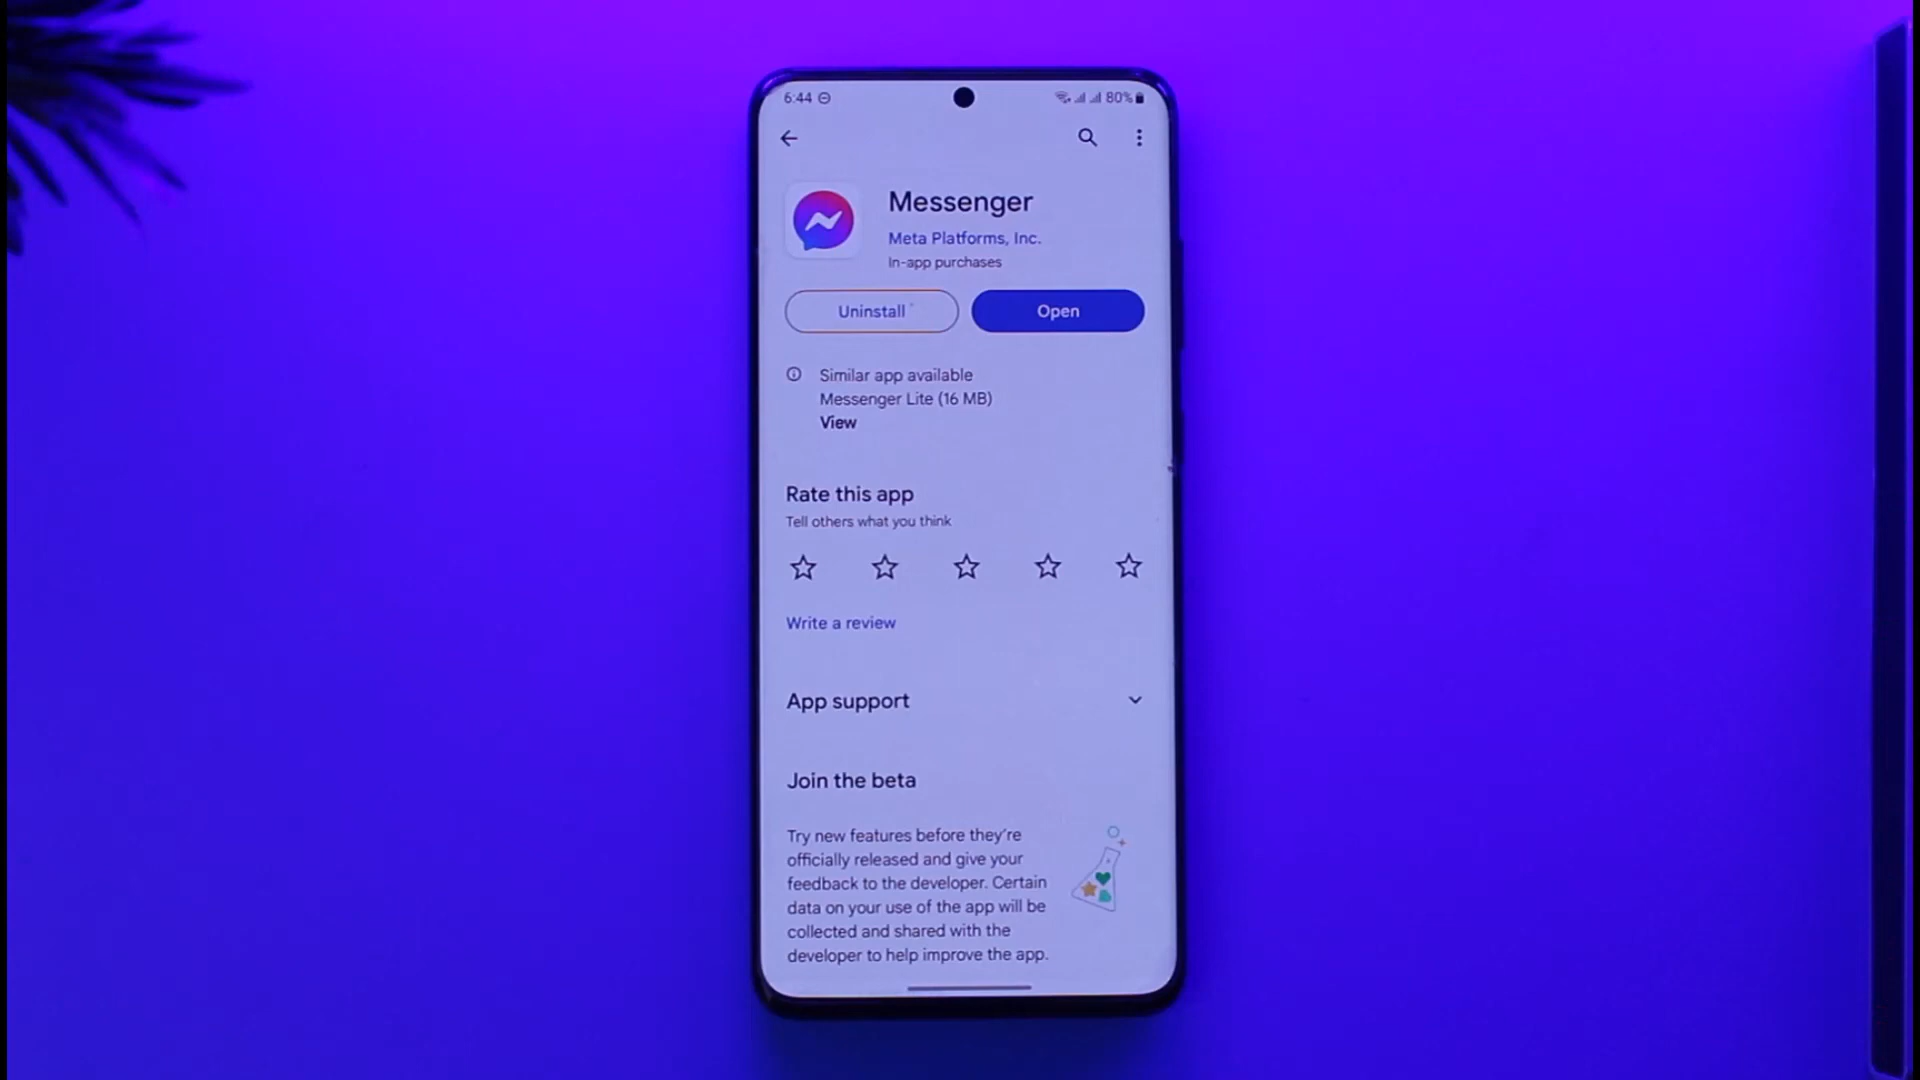 6:44
80%
Messenger
Meta Platforms, Inc.
In-app purchases
Uninstall
Open
Similar app available
Messenger Lite (16 MB)
View
Rate this app
Tell others what you think
Write a review
App support
Join the beta
Try new features before they're
officially released and give your
feedback to the developer. Certain
data on your use of the app will be
collected and shared with the
developer to help improve the app.